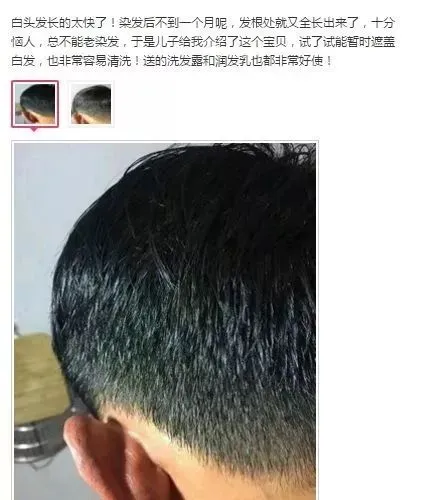 白头发长的太快了！染发后不到一个月呢，发根处就又全长出来了，十分
恼人，总不能老染发，于是儿子给我介绍了这个宝贝，试了试能暂时遮盖
白发，也非常容易清洗！送的洗发露和润发乳也都非常好使！